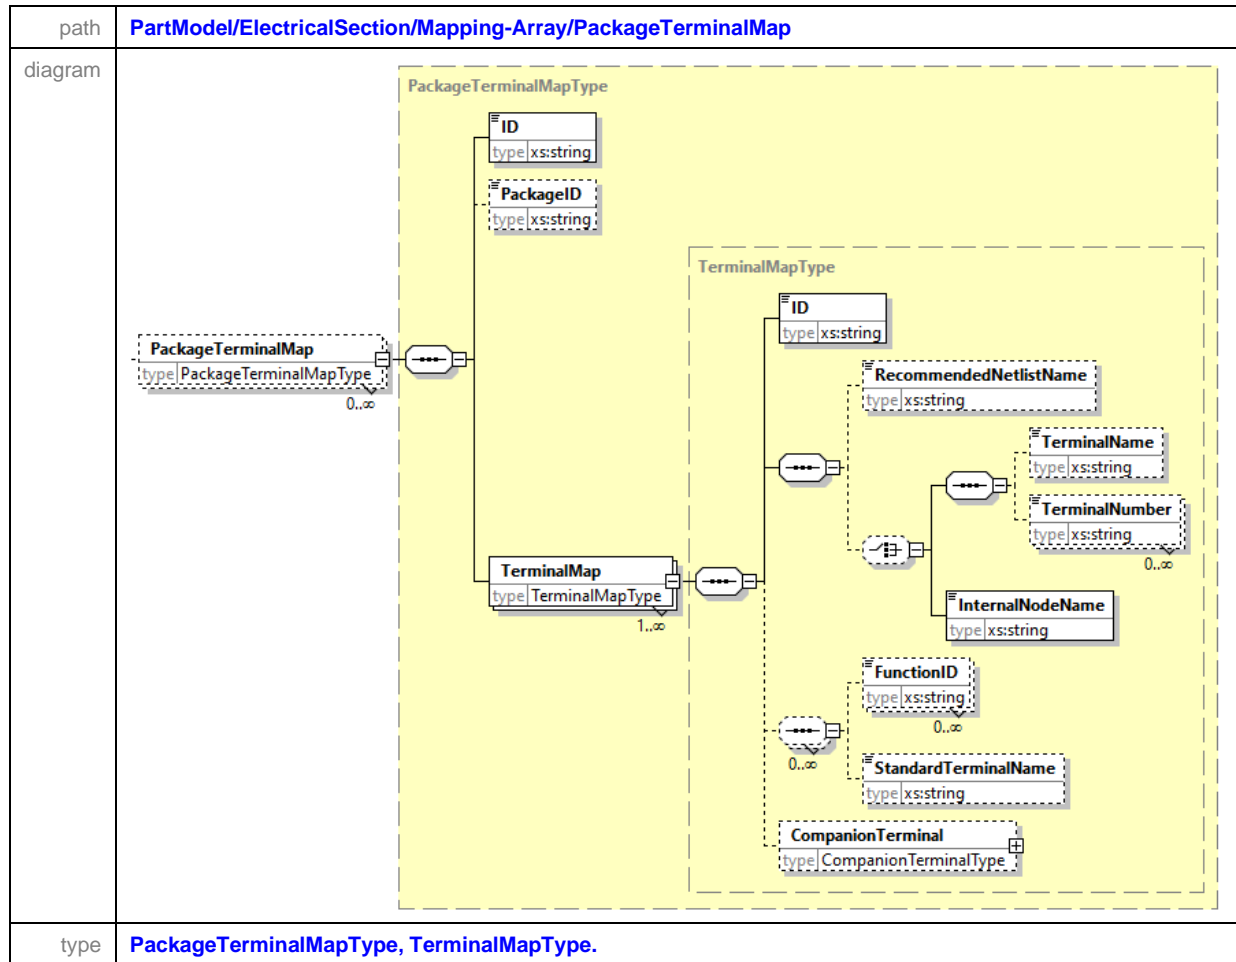 path PartModel/ElectricalSection/Mapping-Array/PackageTerminalMap
diagram
PackageTerminalMapType
ID
type xs:string
PackageID
type xs:string
TerminalMapType
ID
type xs:string
PackageTerminalMap
type PackageTerminalMapType
0..∞
RecommendedNetlistName
type xs:string
TerminalName
type xs:string
TerminalNumber
type xs:string
0..∞
TerminalMap
type TerminalMapType
1..∞
InternalNodeName
type xs:string
FunctionID
type xs:string
0..∞
0..∞
StandardTerminalName
type xs:string
CompanionTerminal
type CompanionTerminalType
type PackageTerminalMapType, TerminalMapType.